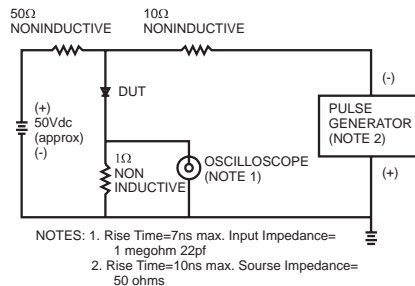 50Ω
NONINDUCTIVE
10Ω
NONINDUCTIVE
DUT
(+)
50Vdc
(approx)
(-)
1Ω
NON
INDUCTIVE
OSCILLOSCOPE
(NOTE 1)
(-)
PULSE
GENERATOR
(NOTE 2)
(+)
NOTES: 1. Rise Time=7ns max. Input Impedance=
1 megohm 22pf
2. Rise Time=10ns max. Sourse Impedance=
50 ohms